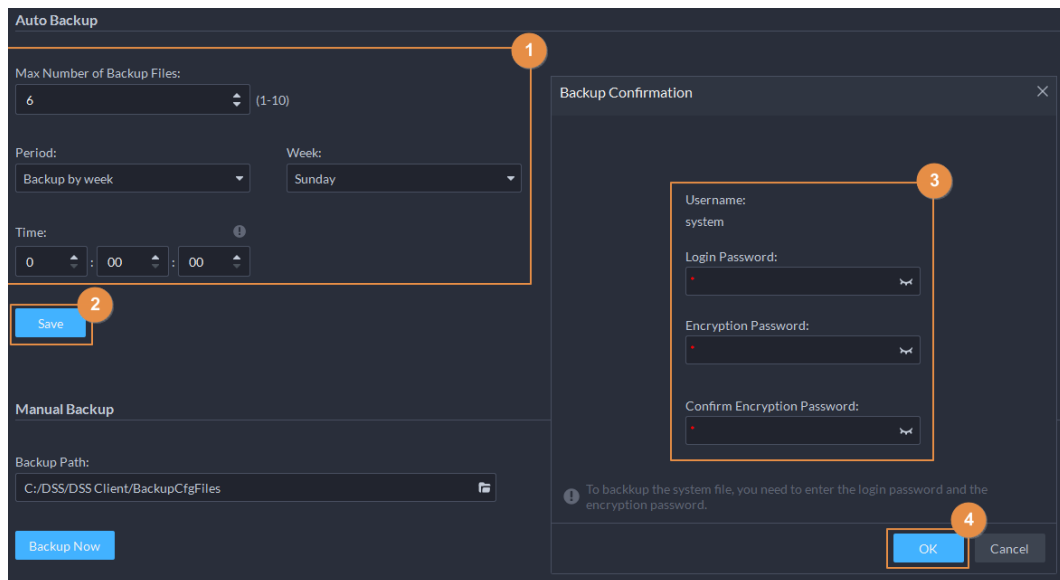 Auto Backup
1
Max Number of Backup Files:
6 (1-10)
Period: Week:
Backup by week Sunday
Time:
0 : 00 : 00
2
Save
Manual Backup
Backup Path:
C:/DSS/DSS Client/BackupCfgFiles
Backup Now
Backup Confirmation
3
Username:
system
Login Password:
*
Encryption Password:
*
Confirm Encryption Password:
*
To backkup the system file, you need to enter the login password and the
encryption password.
4
OK Cancel